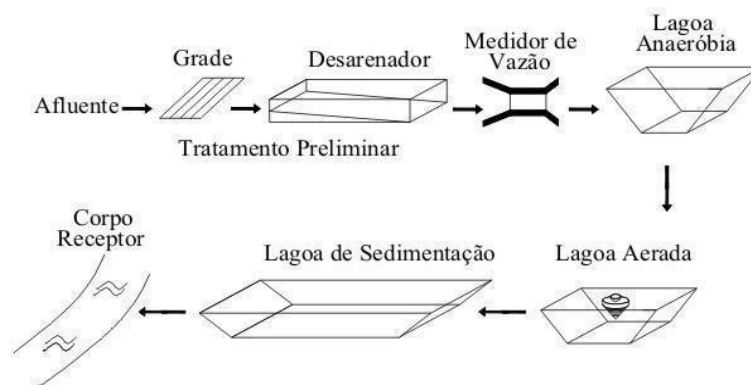 Afluente
Grade
Desarenador
Medidor de
Vazão
Lagoa
Anaeróbia
Tratamento Preliminar
Corpo
Receptor
Lagoa de Sedimentação
Lagoa Aerada